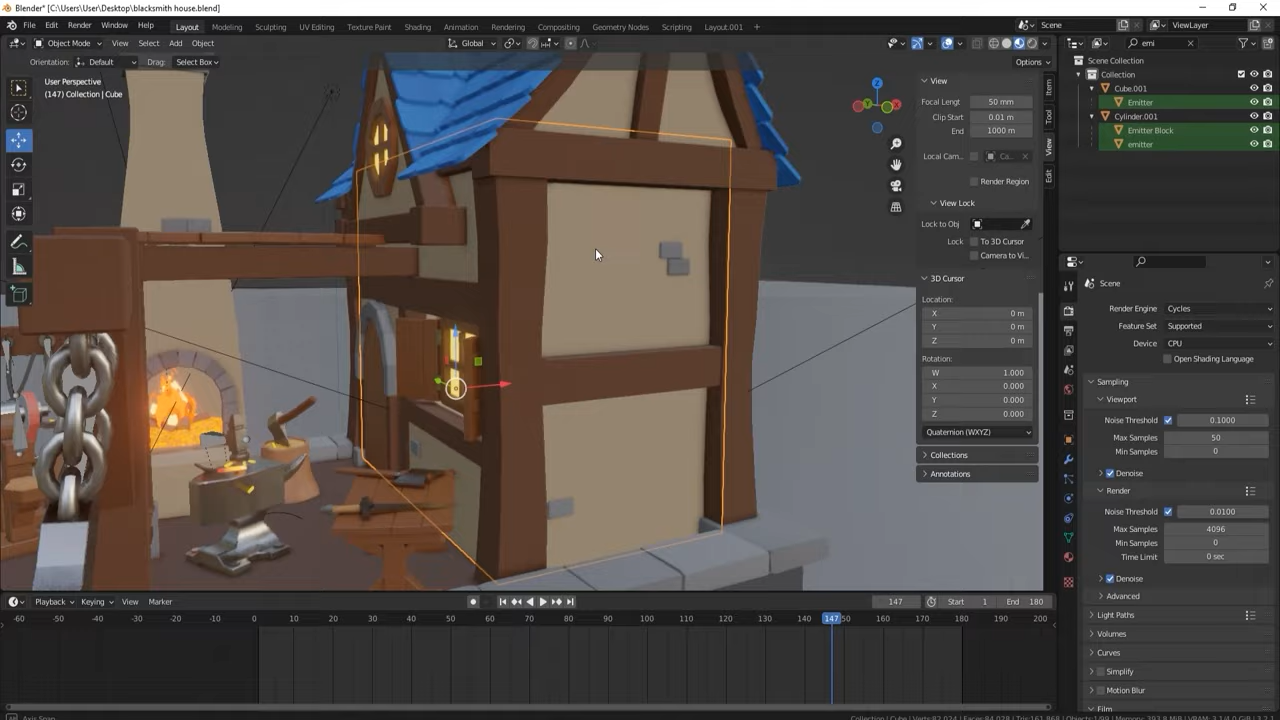 Blender* [C:\Users\User\Desktop\blacksmith house.blend]
File Edit Render Window Help Layout Modeling Sculpting UV Editing Texture Paint Shading Animation Rendering Compositing Geometry Nodes Scripting Layout.001 + Scene ViewLayer
Object Mode View Select Add Object Global emi
Orientation: Default Drag: Select Box Options
User Perspective
(147) Collection | Cube
Z
X
Y
View
Focal Lengt 50 mm
Clip Start 0.01 m
End 1000 m
Local Cam... Ca...
Render Region
View Lock
Lock to Obj
Lock To 3D Cursor
Camera to Vi...
3D Cursor
Location:
X 0 m
Y 0 m
Z 0 m
Rotation:
W 1.000
X 0.000
Y 0.000
Z 0.000
Quaternion (WXYZ)
Collections
Annotations
Item
Tool
View
Edit
Scene Collection
Collection
Cube.001
Emitter
Cylinder.001
Emitter Block
emitter
Scene
Render Engine Cycles
Feature Set Supported
Device CPU
Open Shading Language
Sampling
Viewport
Noise Threshold 0.1000
Max Samples 50
Min Samples 0
Denoise
Render
Noise Threshold 0.0100
Max Samples 4096
Min Samples 0
Time Limit 0 sec
Denoise
Advanced
Light Paths
Volumes
Curves
Simplify
Motion Blur
Film
Playback Keying View Marker 147 Start 1 End 180
-60 -50 -40 -30 -20 -10 0 10 20 30 40 50 60 70 80 90 100 110 120 130 140 147 50 160 170 180 190 200
Axis Snap